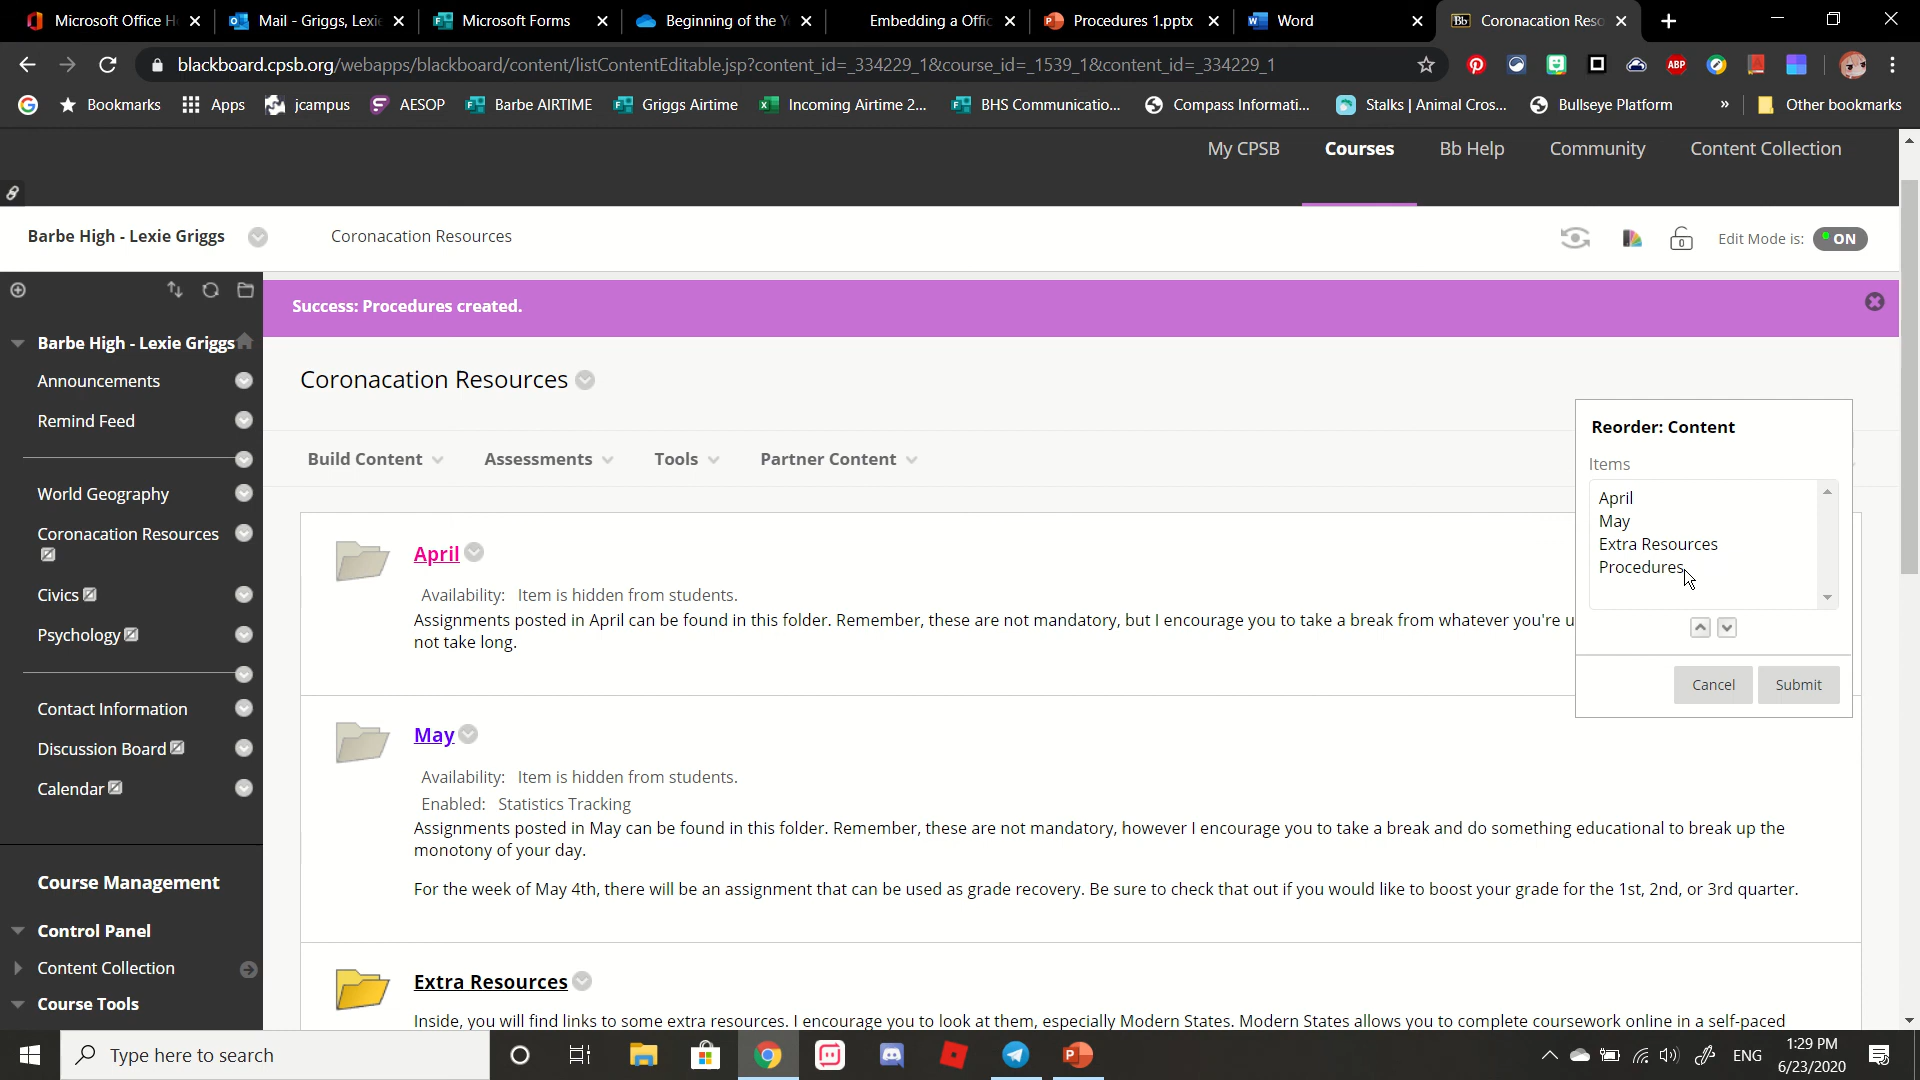 Microsoft Office H
Mail - Griggs, Lexie
Microsoft Forms
Beginning of the Y
Embedding a Offic
Procedures 1.pptx
Word
Coronacation Reso
blackboard.cpsb.org/webapps/blackboard/content/listContentEditable.jsp?content_id=_334229_1&course_id=_1539_1&content_id=_334229_1
Bookmarks
Apps
jcampus
AESOP
Barbe AIRTIME
Griggs Airtime
Incoming Airtime 2...
BHS Communicatio...
Compass Informati...
Stalks | Animal Cros...
Bullseye Platform
»
Other bookmarks
My CPSB
Courses
Bb Help
Community
Content Collection
Barbe High - Lexie Griggs
Coronacation Resources
Edit Mode is:
ON
Success: Procedures created.
Barbe High - Lexie Griggs
Announcements
Remind Feed
World Geography
Coronacation Resources
Civics
Psychology
Contact Information
Discussion Board
Calendar
Course Management
Control Panel
Content Collection
Course Tools
Coronacation Resources
Build Content
Assessments
Tools
Partner Content
April
Availability: Item is hidden from students.
Assignments posted in April can be found in this folder. Remember, these are not mandatory, but I encourage you to take a break from whatever you're u
not take long.
May
Availability: Item is hidden from students.
Enabled: Statistics Tracking
Assignments posted in May can be found in this folder. Remember, these are not mandatory, however I encourage you to take a break and do something educational to break up the
monotony of your day.
For the week of May 4th, there will be an assignment that can be used as grade recovery. Be sure to check that out if you would like to boost your grade for the 1st, 2nd, or 3rd quarter.
Extra Resources
Inside, you will find links to some extra resources. I encourage you to look at them, especially Modern States. Modern States allows you to complete coursework online in a self-paced
Reorder: Content
Items
April
May
Extra Resources
Procedures
Cancel
Submit
Type here to search
ENG
1:29 PM
6/23/2020